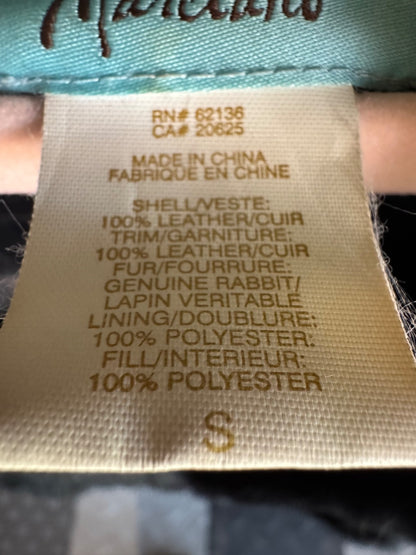 Marciano
RN# 62136
CA# 20625
MADE IN CHINA
FABRIQUE EN CHINE
SHELL/VESTE:
100% LEATHER/CUIR
TRIM/GARNITURE:
100% LEATHER/CUIR
FUR/FOURRURE:
GENUINE RABBIT/
LAPIN VERITABLE
LINING/DOUBLURE:
100% POLYESTER:
FILL/INTERIEUR:
100% POLYESTER
S